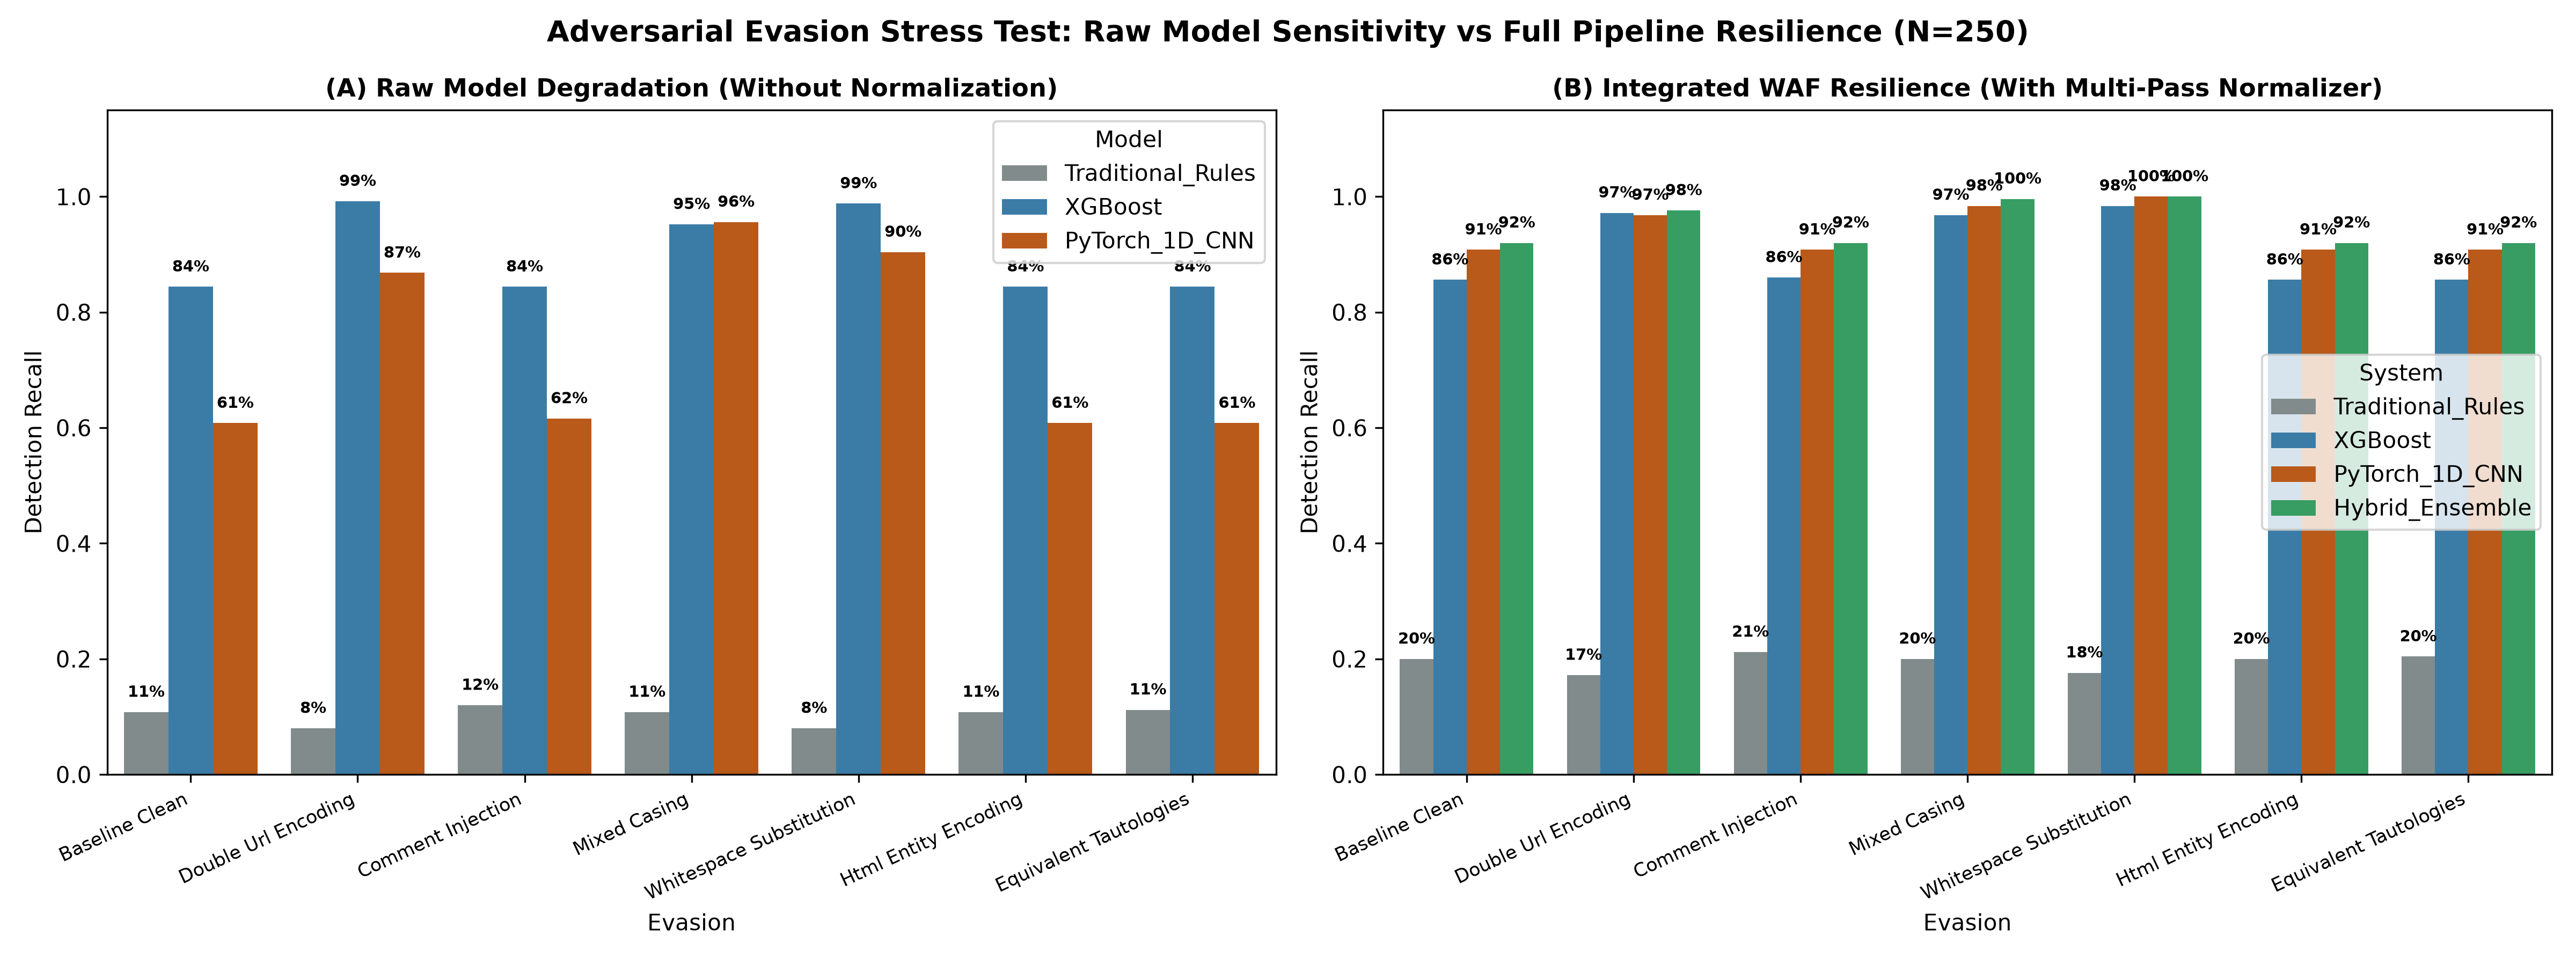 Adversarial Evasion Stress Test: Raw Model Sensitivity vs Full Pipeline Resilience (N=250)
(A) Raw Model Degradation (Without Normalization)
Detection Recall
1.0
0.8
0.6
0.4
0.2
0.0
Model
Traditional_Rules
XGBoost
PyTorch_1D_CNN
11% 84% 61%
8% 99% 87%
12% 84% 62%
11% 95% 96%
8% 99% 90%
11% 84% 61%
11% 84% 61%
Baseline Clean
Double Url Encoding
Comment Injection
Mixed Casing
Whitespace Substitution
Html Entity Encoding
Equivalent Tautologies
Evasion
(B) Integrated WAF Resilience (With Multi-Pass Normalizer)
Detection Recall
1.0
0.8
0.6
0.4
0.2
0.0
20% 86% 91% 92%
17% 97% 97% 98%
21% 86% 91% 92%
20% 97% 98% 100%
18% 98% 100% 100%
20% 86% 91% 92%
20% 86% 91% 92%
System
Traditional_Rules
XGBoost
PyTorch_1D_CNN
Hybrid_Ensemble
Baseline Clean
Double Url Encoding
Comment Injection
Mixed Casing
Whitespace Substitution
Html Entity Encoding
Equivalent Tautologies
Evasion